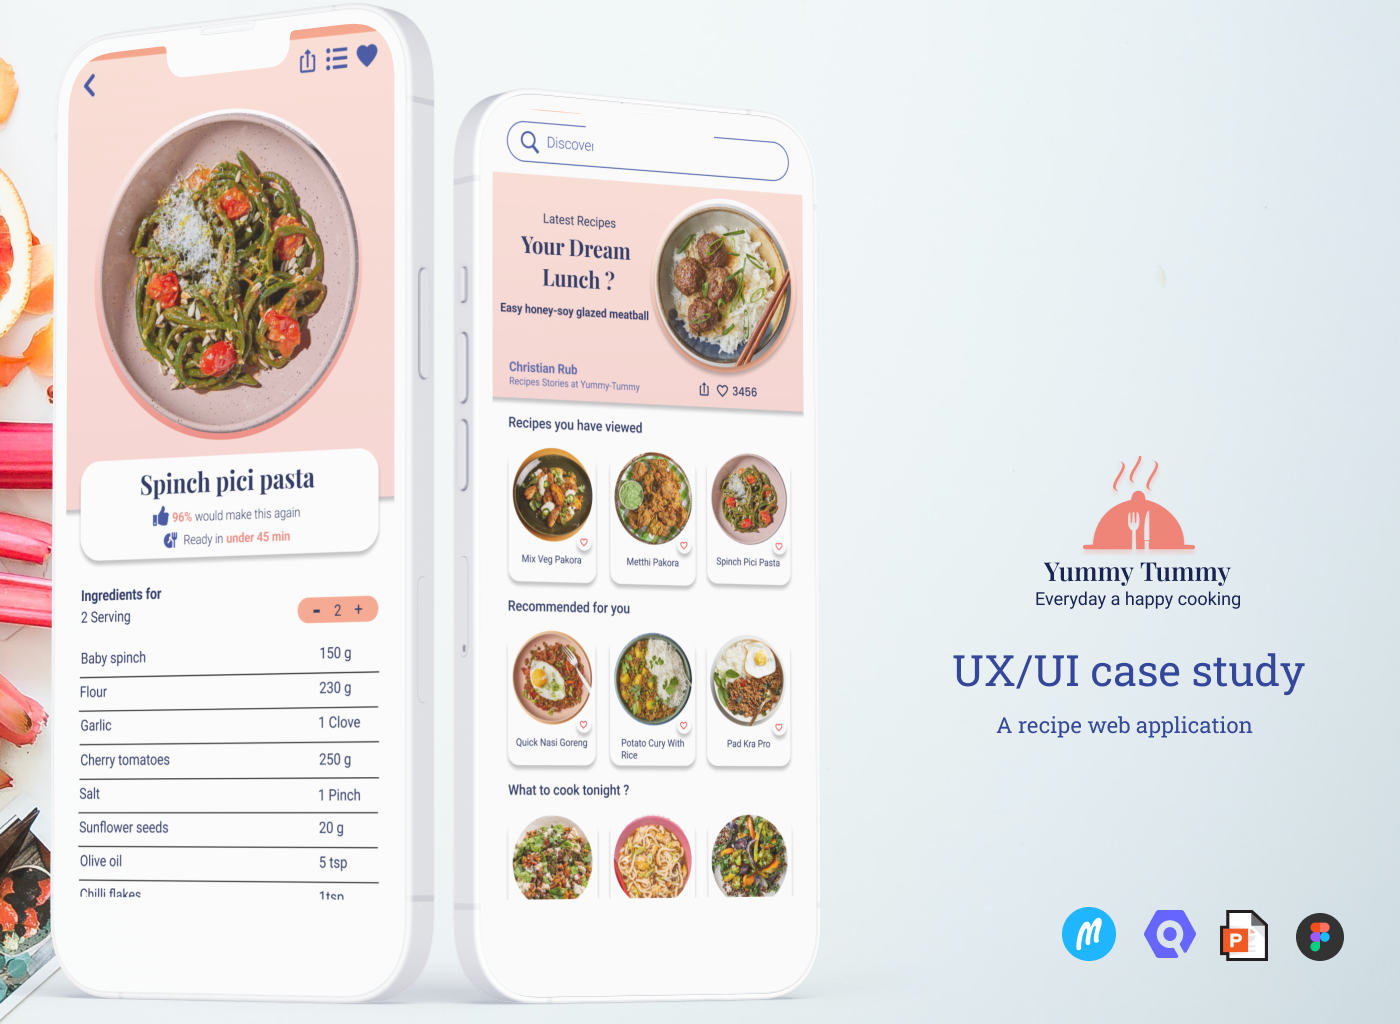 Spinch pici pasta
96% would make this again
Ready in under 45 min
Ingredients for
2 Serving
- 2 +
Baby spinch 150 g
Flour 230 g
Garlic 1 Clove
Cherry tomatoes 250 g
Salt 1 Pinch
Sunflower seeds 20 g
Olive oil 5 tsp
Chilli flakes 1tsp
Discover
Latest Recipes
Your Dream
Lunch ?
Easy honey-soy glazed meatball
Christian Rub
Recipes Stories at Yummy-Tummy
3456
Recipes you have viewed
Mix Veg Pakora
Metthi Pakora
Spinch Pici Pasta
Recommended for you
Quick Nasi Goreng
Potato Cury With
Rice
Pad Kra Pro
What to cook tonight ?
Yummy Tummy
Everyday a happy cooking
UX/UI case study
A recipe web application
P